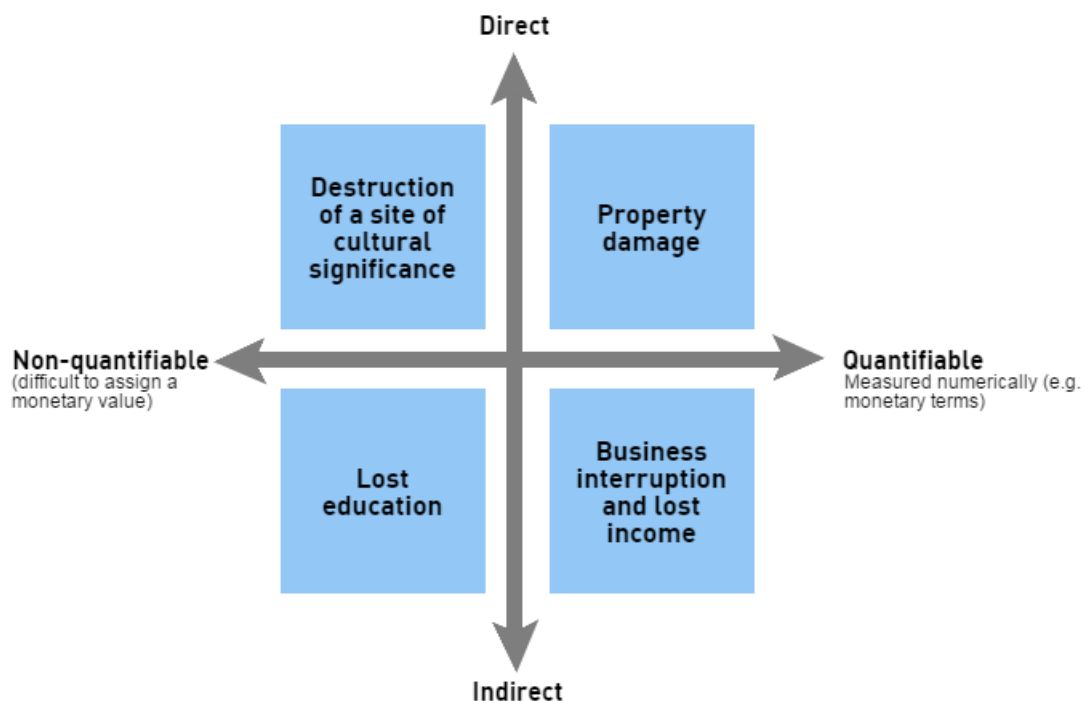 Direct
Destruction
of a site of
cultural
significance
Property
damage
Non-quantifiable
(difficult to assign a
monetary value)
Quantifiable
Measured numerically (e.g.
monetary terms)
Lost
education
Business
interruption
and lost
income
Indirect